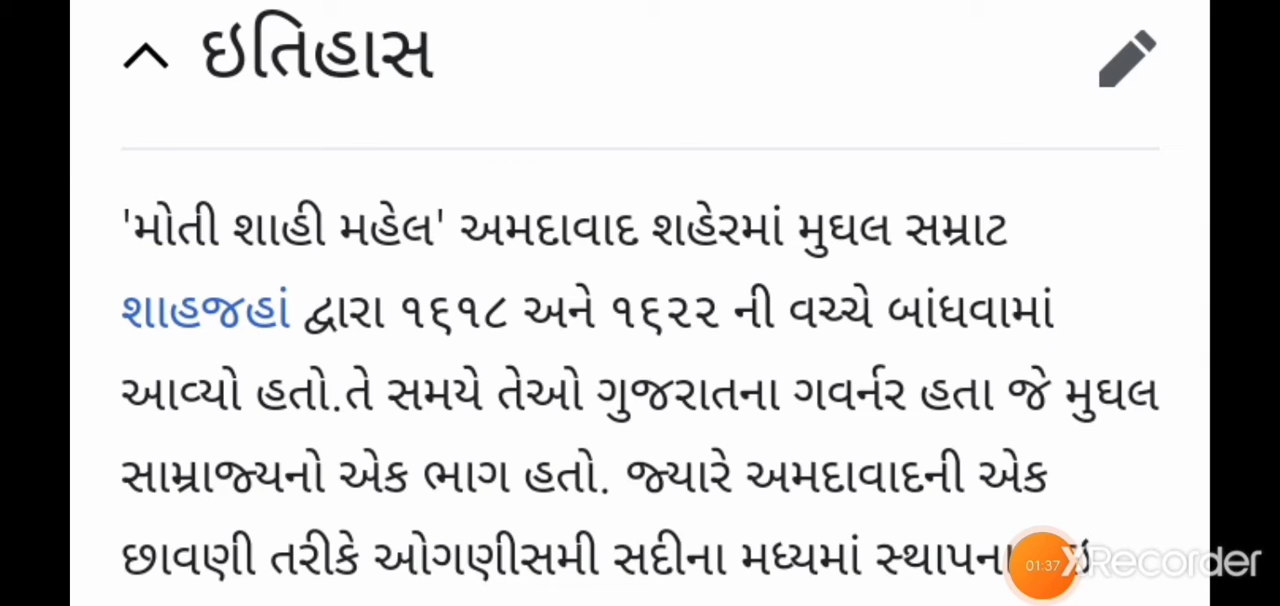 ઇતિહાસ
'મોતી શાહી મહેલ' અમદાવાદ શહેરમાં મુઘલ સમ્રાટ
શાહજહાં દ્વારા ૧૬૧૮ અને ૧૬૨૨ ની વચ્ચે બાંધવામાં
આવ્યો હતો.તે સમયે તેઓ ગુજરાતના ગવર્નર હતા જે મુઘલ
સામ્રાજ્યનો એક ભાગ હતો. જ્યારે અમદાવાદની એક
છાવણી તરીકે ઓગણીસમી સદીના મધ્યમાં સ્થાપના
01:37 XRecorder